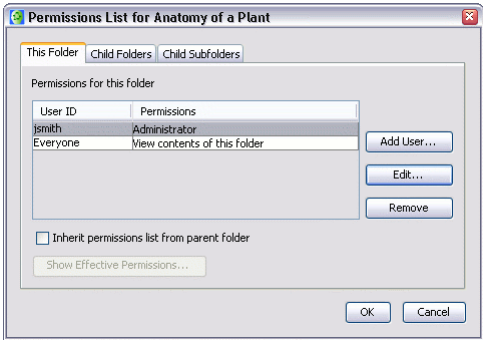 Permissions List for Anatomy of a Plant
This Folder Child Folders Child Subfolders
Permissions for this folder
User ID Permissions
jsmith Administrator
Everyone View contents of this folder
Add User...
Edit...
Remove
Inherit permissions list from parent folder
Show Effective Permissions...
OK Cancel